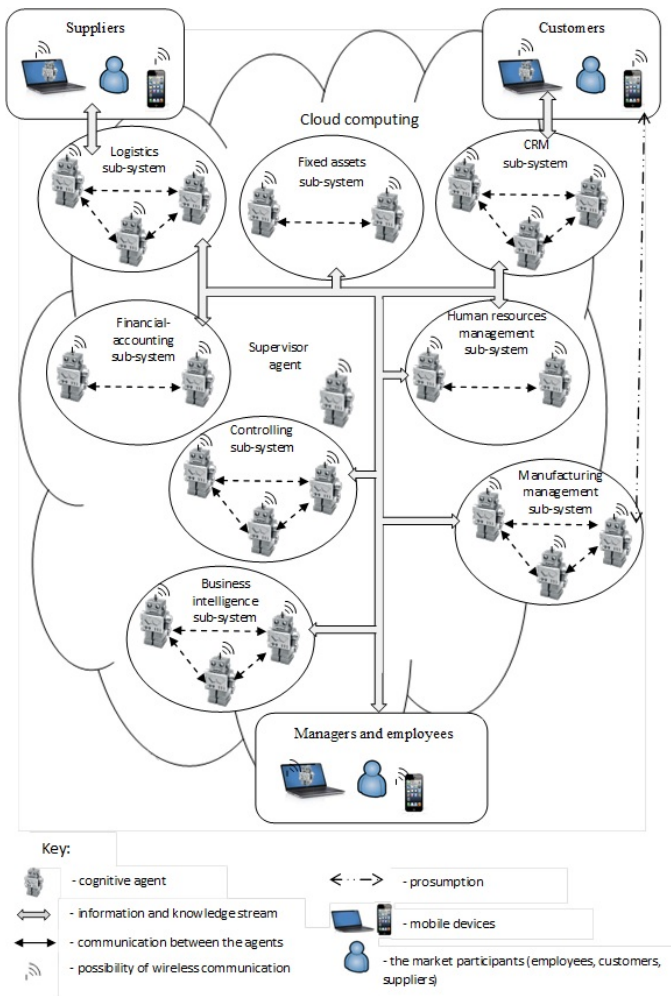 Suppliers
Customers
Cloud computing
Logistics
sub-system
Fixed assets
sub-system
CRM
sub-system
Financial-
accounting
sub-system
Supervisor
agent
Human resources
management
sub-system
Controlling
sub-system
Manufacturing
management
sub-system
Business
intelligence
sub-system
Managers and employees
Key:
- cognitive agent
- information and knowledge stream
- communication between the agents
- possibility of wireless communication
- prosumption
- mobile devices
- the market participants (employees, customers,
suppliers)